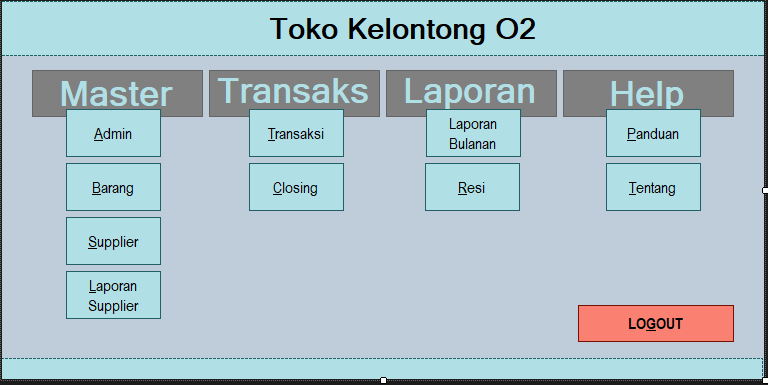 Toko Kelontong O2
Master
Transaks
Laporan
Help
Admin
Transaksi
Laporan
Bulanan
Panduan
Barang
Closing
Resi
Tentang
Supplier
Laporan
Supplier
LOGOUT